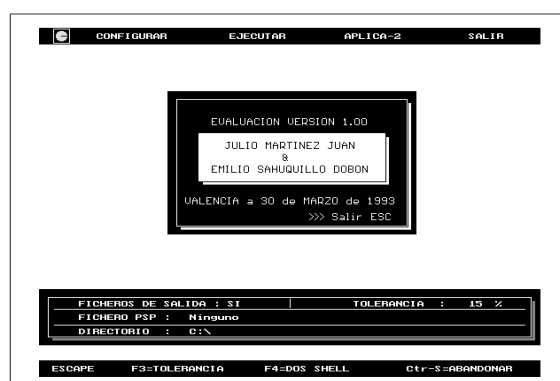 CONFIGURAR EJECUTAR APLICA-2 SALIR
EVALUACION VERSION 1.00
JULIO MARTINEZ JUAN
&
EMILIO SAHUQUILLO DOBON
VALENCIA a 30 de MARZO de 1993
>>> Salir ESC
FICHEROS DE SALIDA : SI | TOLERANCIA : 15 %
FICHERO PSP : Ninguno
DIRECTORIO : C:\
ESCAPE F3=TOLERANCIA F4=DOS SHELL Ctr-S=ABANDONAR